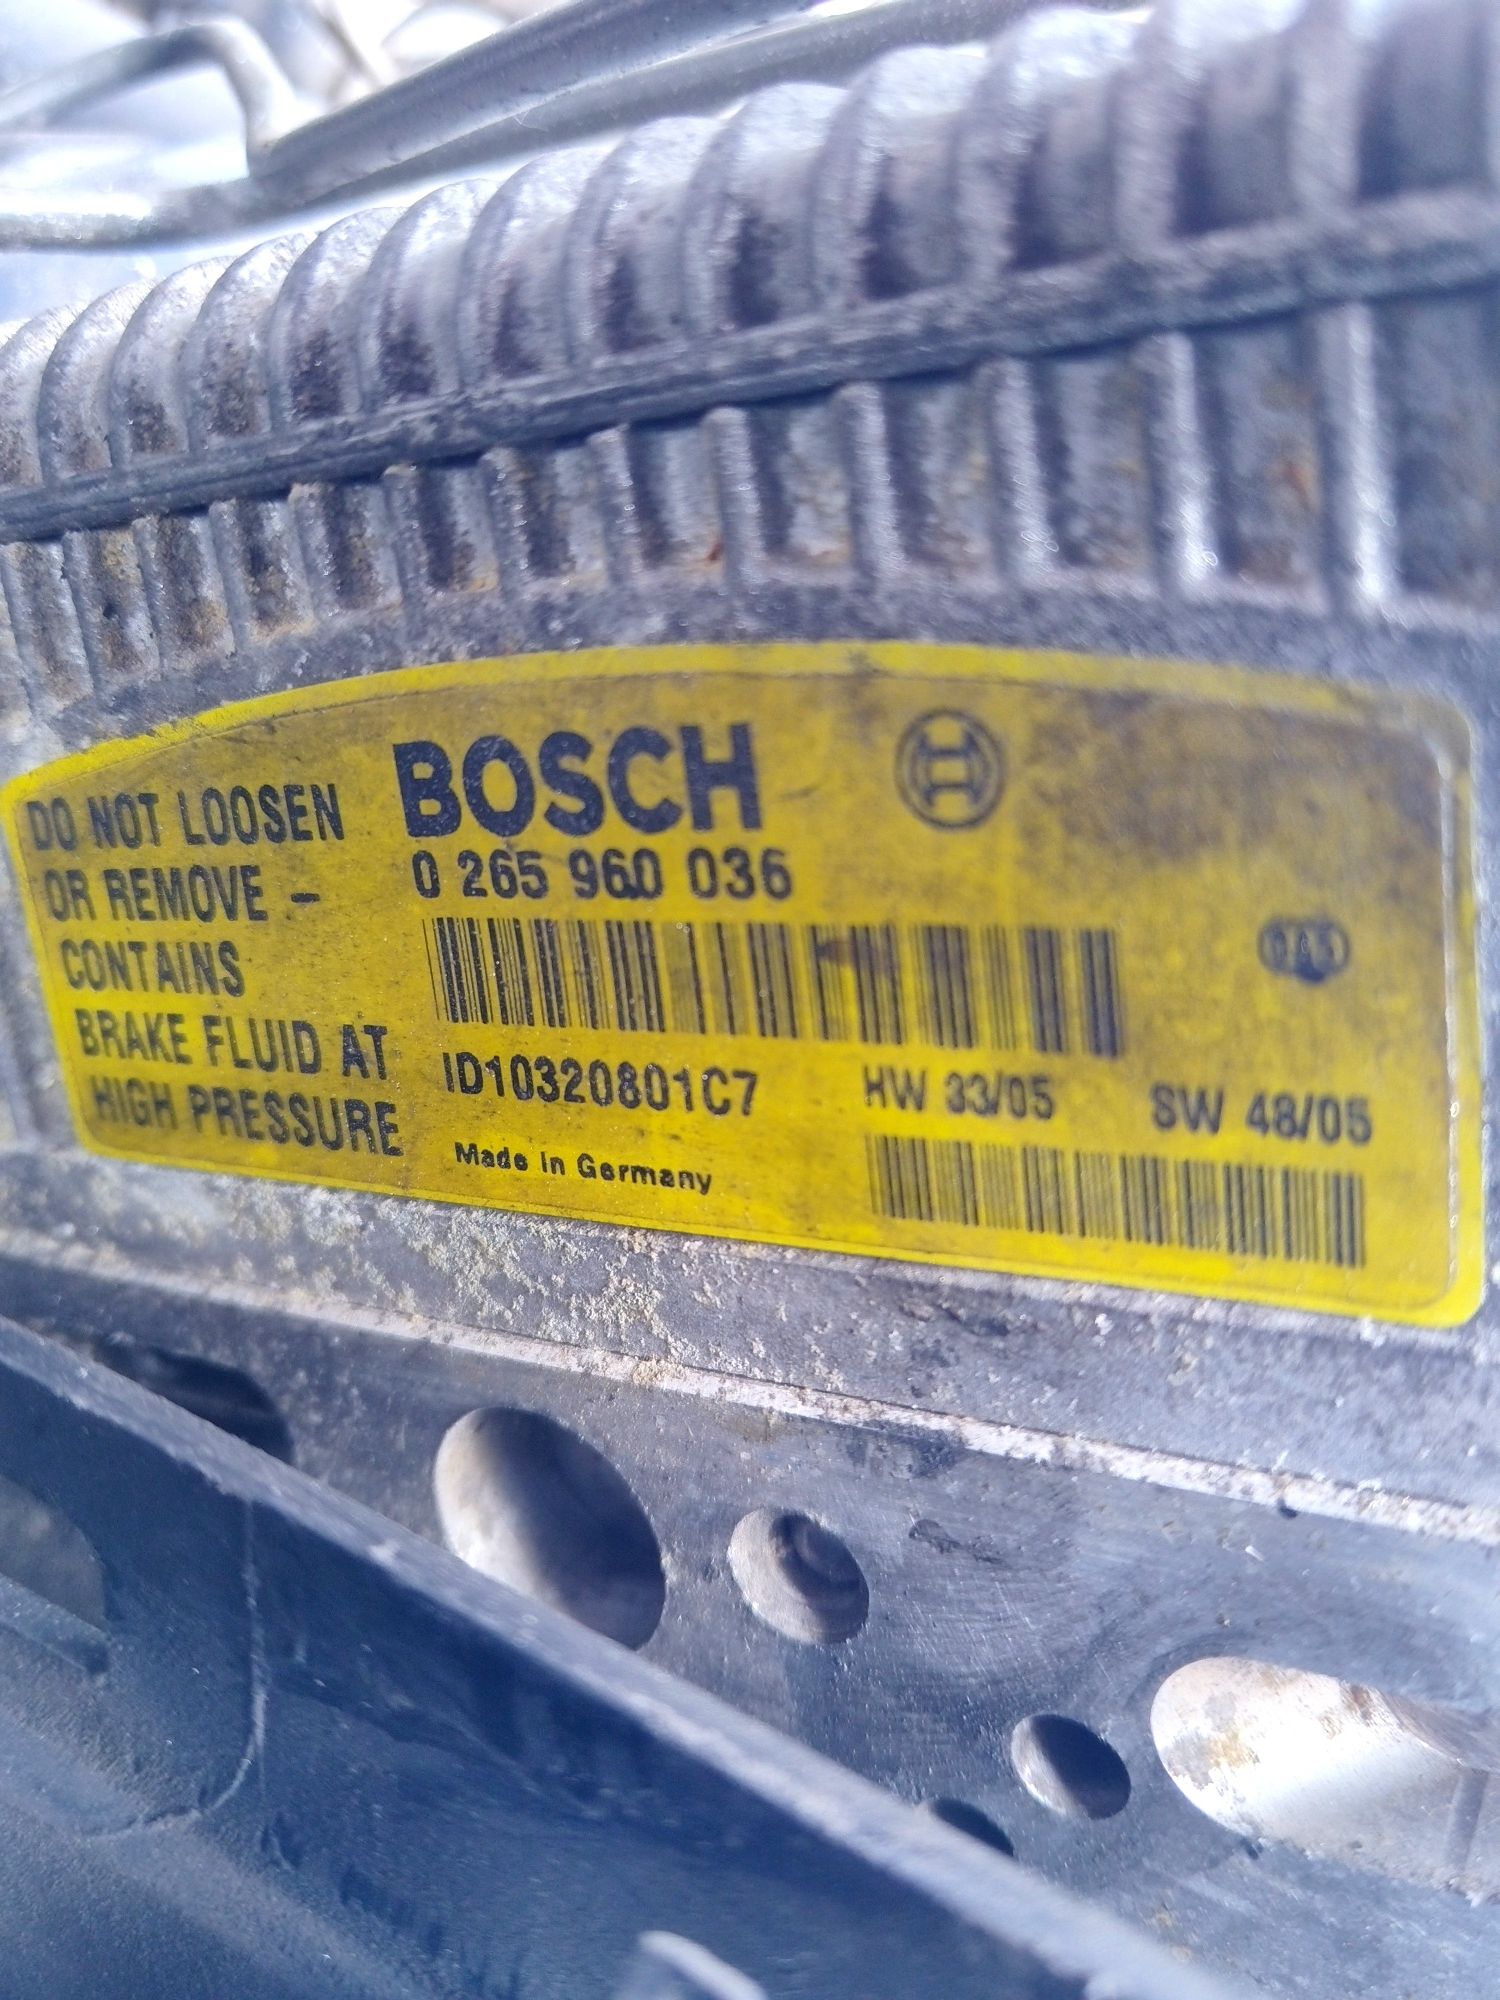 DO NOT LOOSEN
OR REMOVE -
CONTAINS
BRAKE FLUID AT
HIGH PRESSURE
BOSCH
0 265 960 036
ID10320801C7
HW 33/05
SW 48/05
Made in Germany